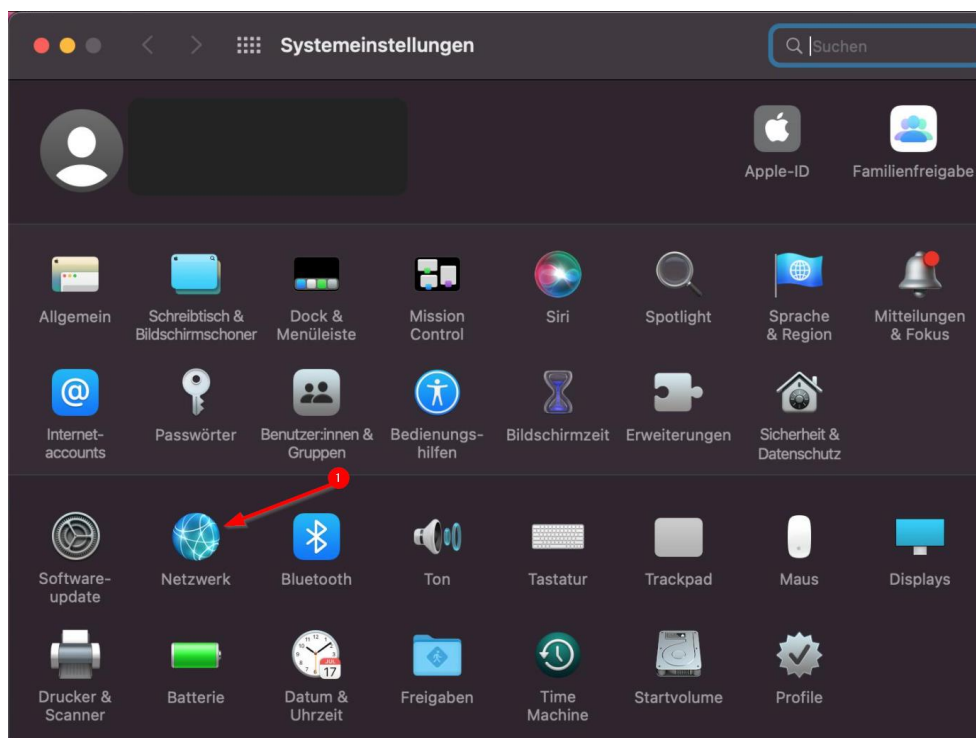 Systemeinstellungen
Suchen
Apple-ID
Familienfreigabe
Allgemein
Schreibtisch &
Bildschirmschoner
Dock &
Menüleiste
Mission
Control
Siri
Spotlight
Sprache
& Region
Mitteilungen
& Fokus
@
Internet-
accounts
Passwörter
Benutzer:innen &
Gruppen
Bedienungs-
hilfen
Bildschirmzeit
Erweiterungen
Sicherheit &
Datenschutz
1
Software-
update
Netzwerk
Bluetooth
Ton
Tastatur
Trackpad
Maus
Displays
Drucker &
Scanner
Batterie
JUL
17
Datum &
Uhrzeit
Freigaben
Time
Machine
Startvolume
Profile